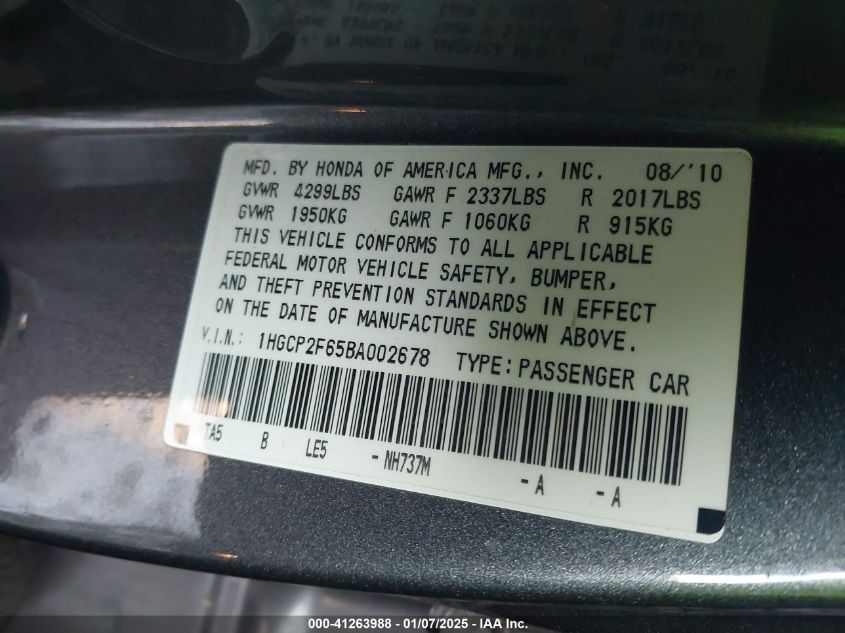 MFD. BY HONDA OF AMERICA MFG., INC. 08/'10
GVWR 4299LBS GAWR F 2337LBS R 2017LBS
GVWR 1950KG GAWR F 1060KG R 915KG
THIS VEHICLE CONFORMS TO ALL APPLICABLE
FEDERAL MOTOR VEHICLE SAFETY, BUMPER,
AND THEFT PREVENTION STANDARDS IN EFFECT
ON THE DATE OF MANUFACTURE SHOWN ABOVE.
V.I.N.: 1HGCP2F65BA002678 TYPE:PASSENGER CAR
TA5 B LE5 -NH737M -A -A
000-41263988 - 01/07/2025 - IAA Inc.